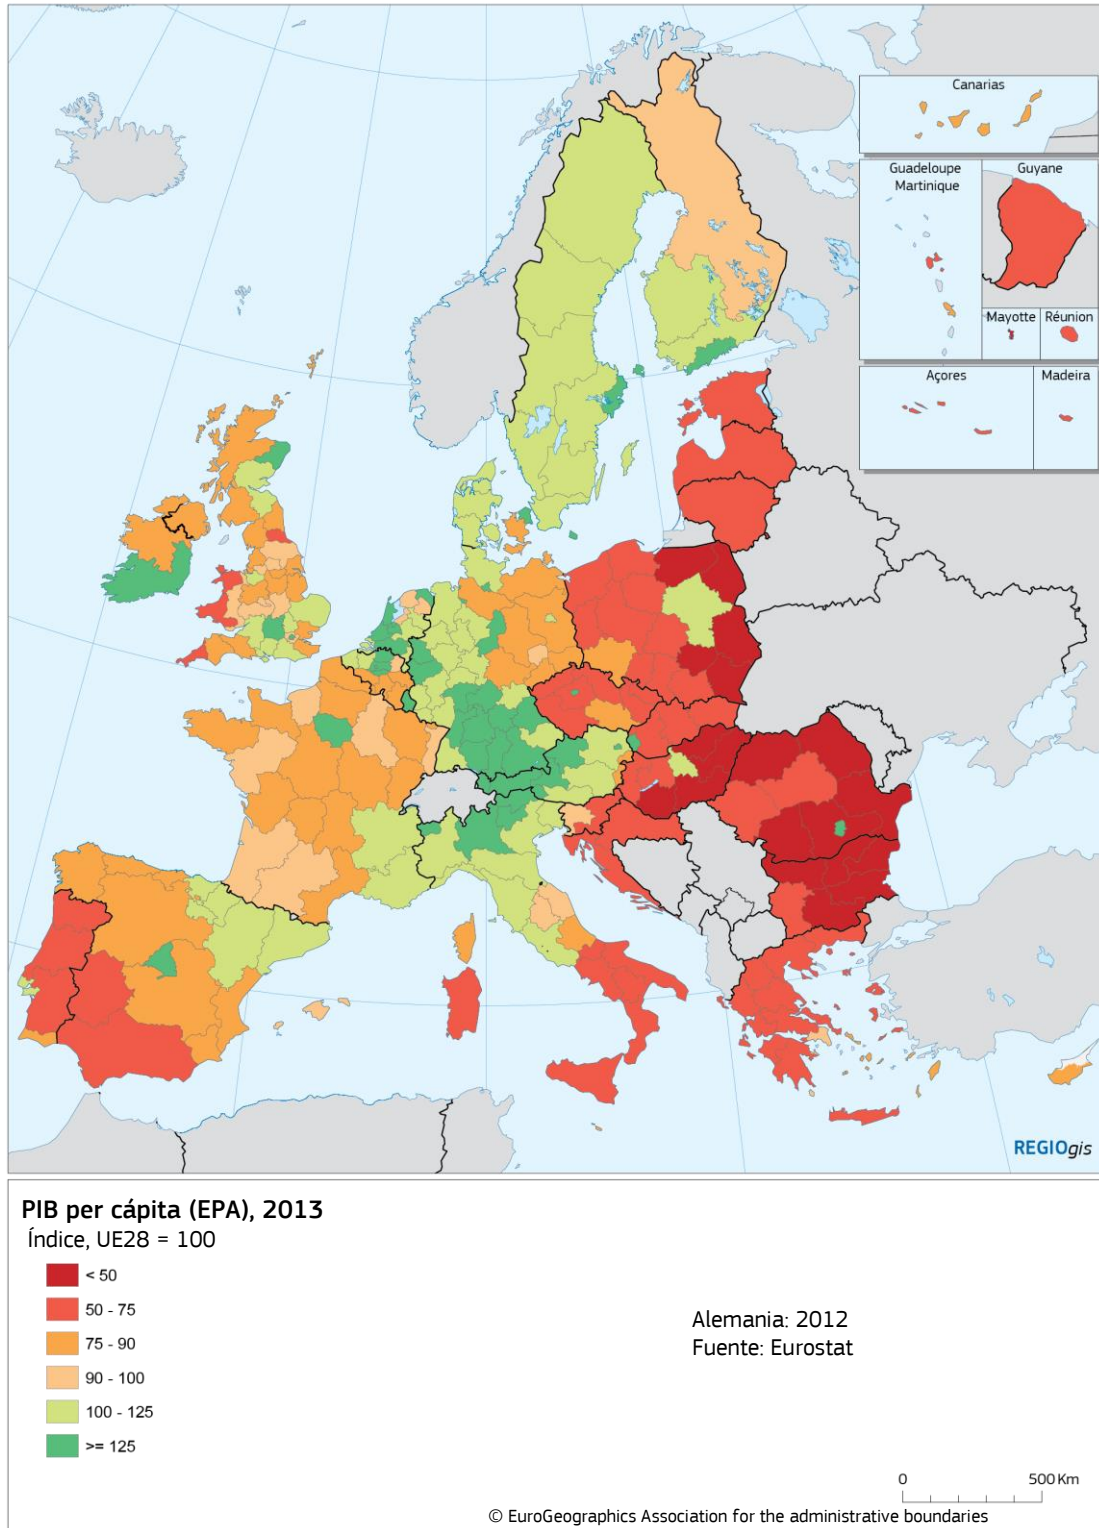 Canarias
Guadeloupe
Martinique
Guyane
Mayotte
Réunion
Açores
Madeira
REGIOgis
PIB per cápita (EPA), 2013
Índice, UE28 = 100
< 50
50 - 75
75 - 90
90 - 100
100 - 125
>= 125
Alemania: 2012
Fuente: Eurostat
0
500 Km
© EuroGeographics Association for the administrative boundaries